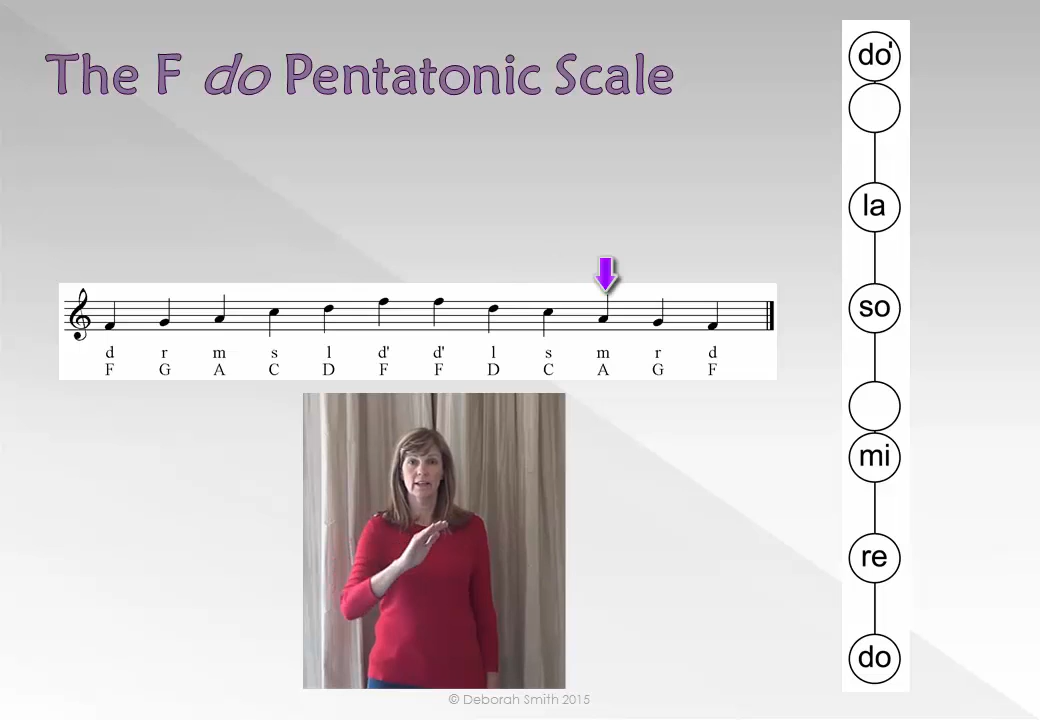 The F do Pentatonic Scale
d r m s l d' d' l s m r d
F G A C D F F D C A G F
do'
la
so
mi
re
do
© Deborah Smith 2015